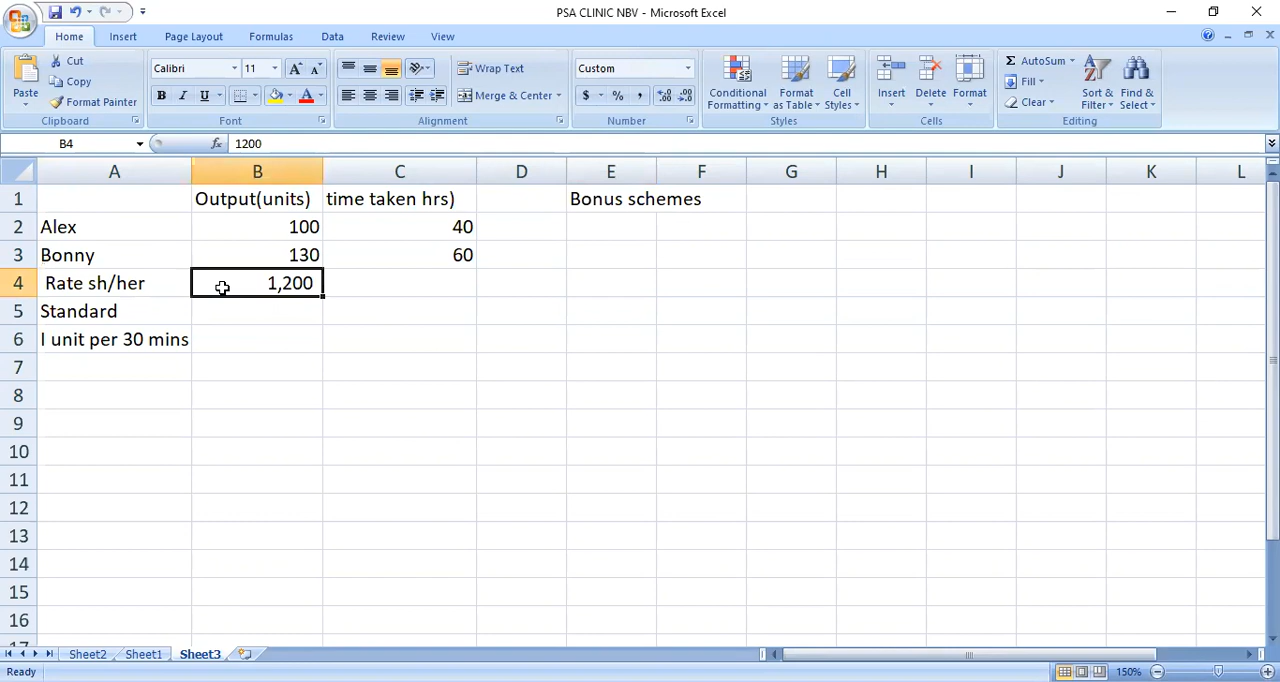 PSA CLINIC NBV - Microsoft Excel
Home Insert Page Layout Formulas Data Review View
Paste
Cut
Copy
Format Painter
Clipboard
Calibri 11
A A
B I U A
Font
Wrap Text
Merge & Center
Alignment
Custom
$ % ,
Number
Conditional Formatting
Format as Table
Cell Styles
Styles
Insert Delete Format
Cells
Σ AutoSum
Fill
Clear
Sort & Filter
Find & Select
Editing
B4 fx 1200
A B C D E F G H I J K L
1 Output(units) time taken hrs) Bonus schemes
2 Alex 100 40
3 Bonny 130 60
4 Rate sh/her 1,200
5 Standard
6 I unit per 30 mins
7
8
9
10
11
12
13
14
15
16
17
Sheet2 Sheet1 Sheet3
Ready 150%